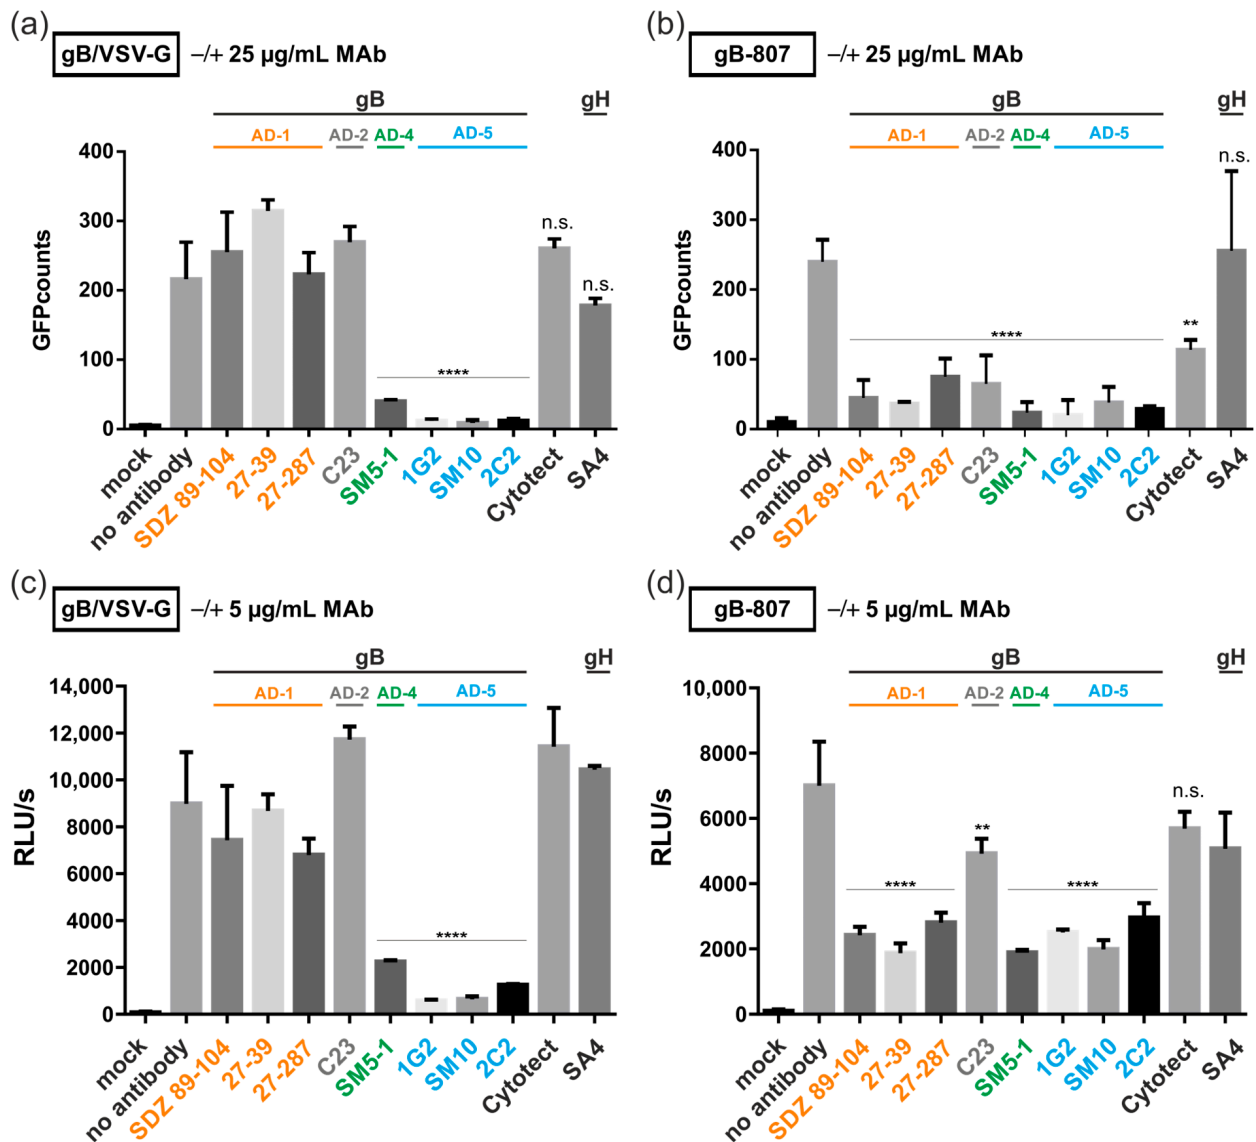 (a)
gB/VSV-G –/+ 25 µg/mL MAb
gB
gH
AD-1 AD-2 AD-4 AD-5
GFPcounts
400
300
200
100
0
n.s.
n.s.
****
mock
no antibody
SDZ 89-104
27-39
27-287
C23
SM5-1
1G2
SM10
2C2
Cytotect
SA4
(b)
gB-807 –/+ 25 µg/mL MAb
gB
gH
AD-1 AD-2 AD-4 AD-5
GFPcounts
400
300
200
100
0
n.s.
****
**
mock
no antibody
SDZ 89-104
27-39
27-287
C23
SM5-1
1G2
SM10
2C2
Cytotect
SA4
(c)
gB/VSV-G –/+ 5 µg/mL MAb
gB
gH
AD-1 AD-2 AD-4 AD-5
RLU/s
14,000
12,000
10,000
8000
6000
4000
2000
0
****
mock
no antibody
SDZ 89-104
27-39
27-287
C23
SM5-1
1G2
SM10
2C2
Cytotect
SA4
(d)
gB-807 –/+ 5 µg/mL MAb
gB
gH
AD-1 AD-2 AD-4 AD-5
RLU/s
10,000
8000
6000
4000
2000
0
n.s.
**
****
****
mock
no antibody
SDZ 89-104
27-39
27-287
C23
SM5-1
1G2
SM10
2C2
Cytotect
SA4